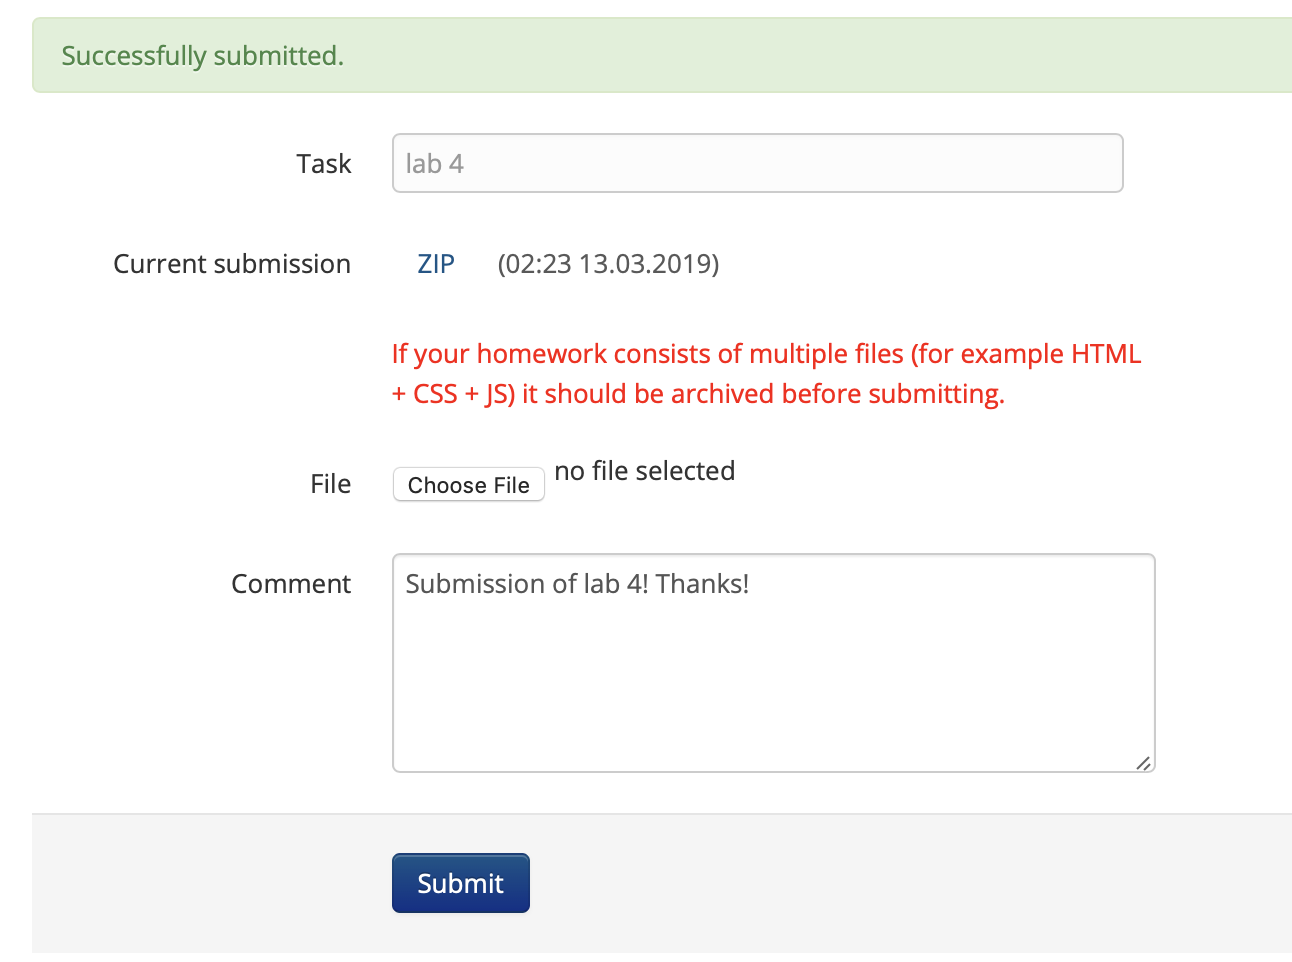 Successfully submitted.
Task
lab 4
Current submission ZIP (02:23 13.03.2019)
If your homework consists of multiple files (for example HTML
+ CSS + JS) it should be archived before submitting.
File Choose File no file selected
Comment
Submission of lab 4! Thanks!
Submit